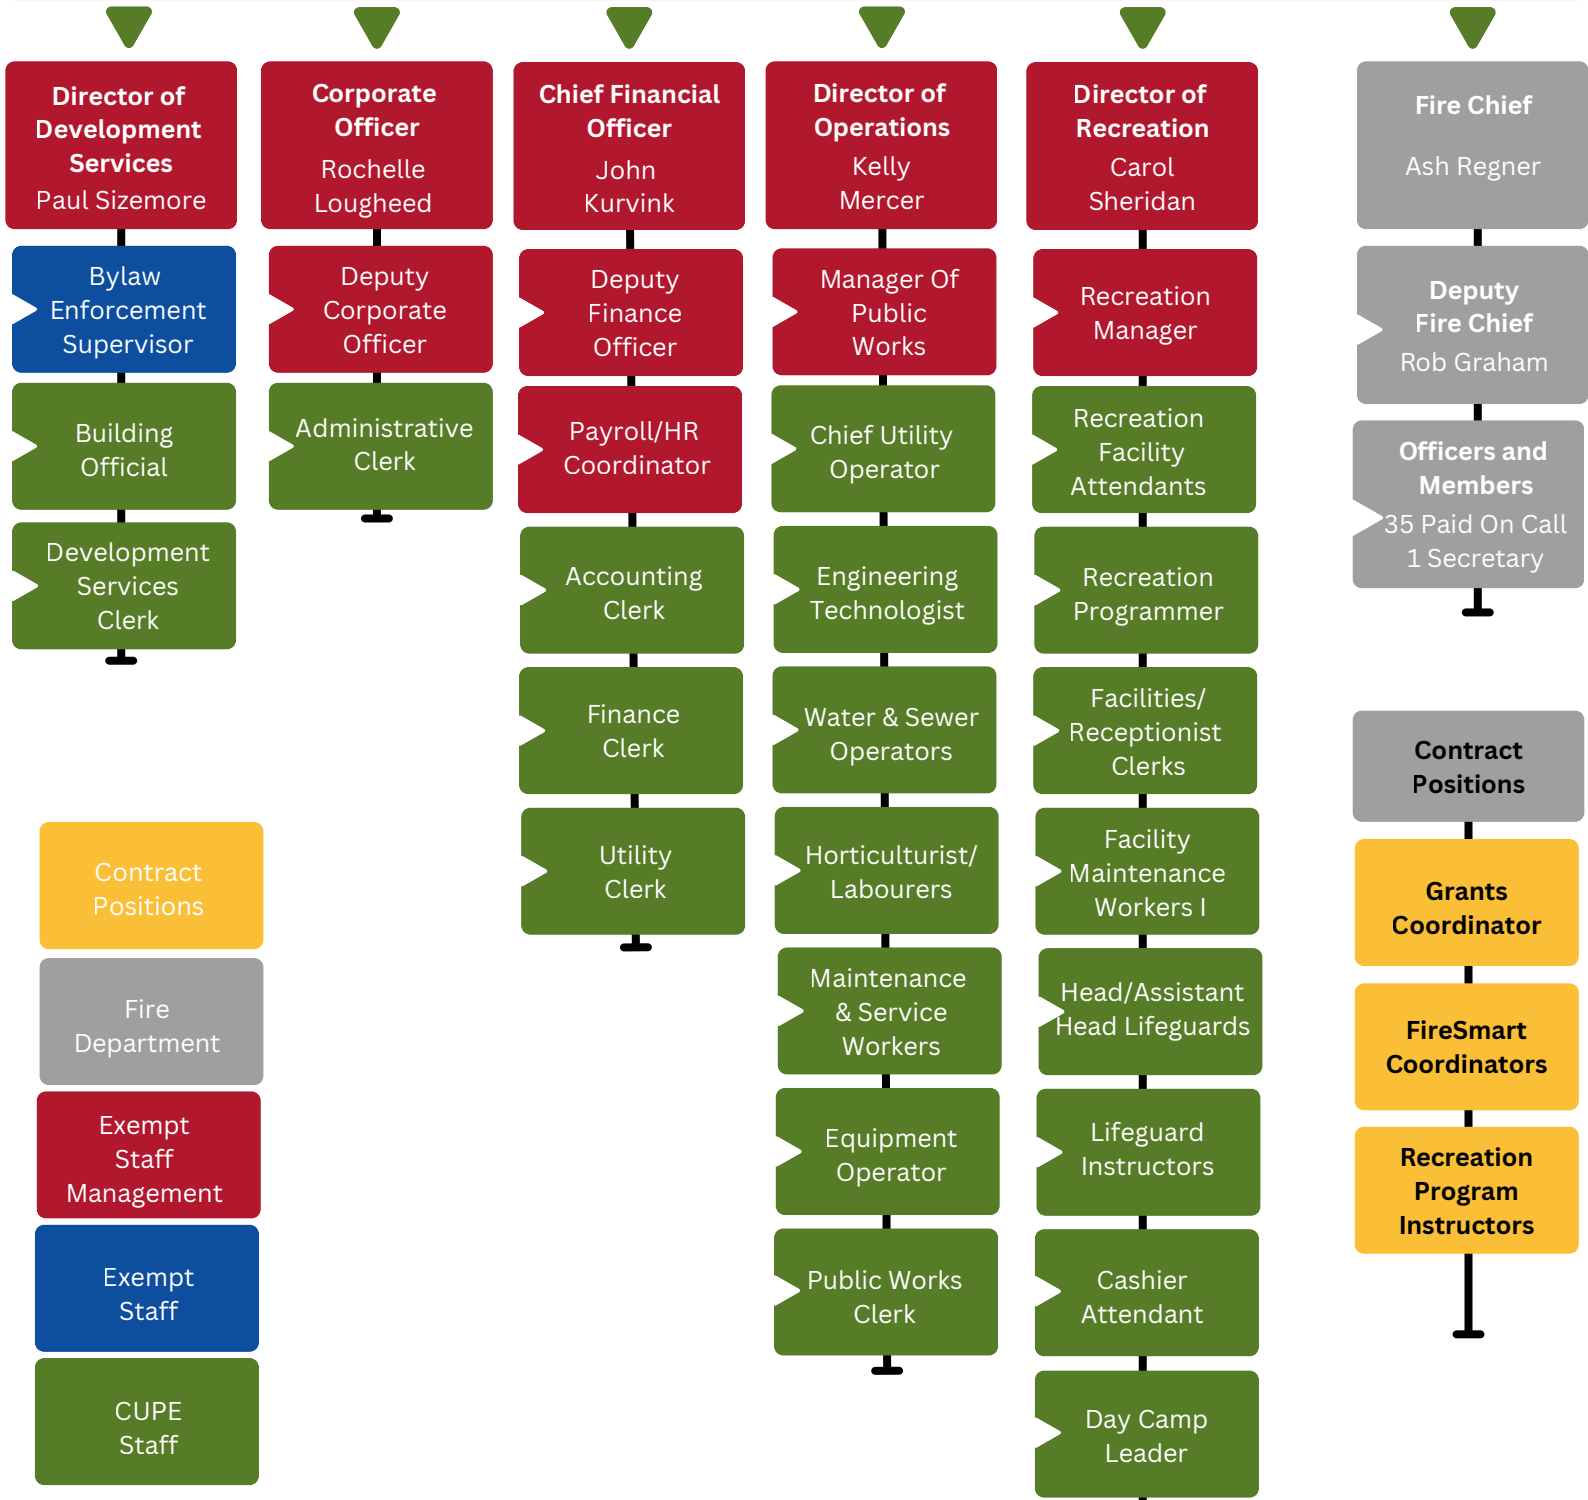 Director of
Development
Services
Paul Sizemore
Bylaw
Enforcement
Supervisor
Building
Official
Development
Services
Clerk
Corporate
Officer
Rochelle
Lougheed
Deputy
Corporate
Officer
Administrative
Clerk
Chief Financial
Officer
John
Kurvink
Deputy
Finance
Officer
Payroll/HR
Coordinator
Accounting
Clerk
Finance
Clerk
Utility
Clerk
Director of
Operations
Kelly
Mercer
Manager Of
Public
Works
Chief Utility
Operator
Engineering
Technologist
Water & Sewer
Operators
Horticulturist/
Labourers
Maintenance
& Service
Workers
Equipment
Operator
Public Works
Clerk
Director of
Recreation
Carol
Sheridan
Recreation
Manager
Recreation
Facility
Attendants
Recreation
Programmer
Facilities/
Receptionist
Clerks
Facility
Maintenance
Workers I
Head/Assistant
Head Lifeguards
Lifeguard
Instructors
Cashier
Attendant
Day Camp
Leader
Fire Chief
Ash Regner
Deputy
Fire Chief
Rob Graham
Officers and
Members
35 Paid On Call
1 Secretary
Contract
Positions
Grants
Coordinator
FireSmart
Coordinators
Recreation
Program
Instructors
Contract
Positions
Fire
Department
Exempt
Staff
Management
Exempt
Staff
CUPE
Staff